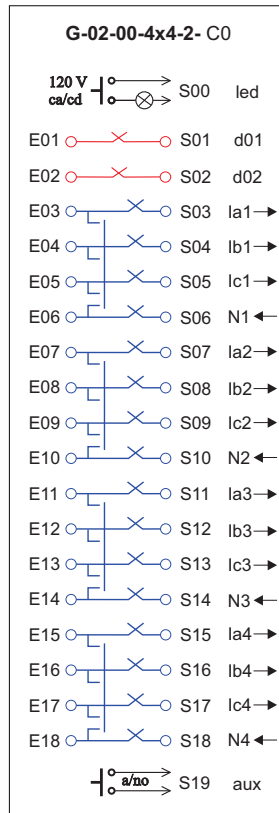 G-02-00-4x4-2- C0
120 V
ca/cd S00 led
E01 S01 d01
E02 S02 d02
E03 S03 Ia1
E04 S04 Ib1
E05 S05 Ic1
E06 S06 N1
E07 S07 Ia2
E08 S08 Ib2
E09 S09 Ic2
E10 S10 N2
E11 S11 Ia3
E12 S12 Ib3
E13 S13 Ic3
E14 S14 N3
E15 S15 Ia4
E16 S16 Ib4
E17 S17 Ic4
E18 S18 N4
a/no S19 aux